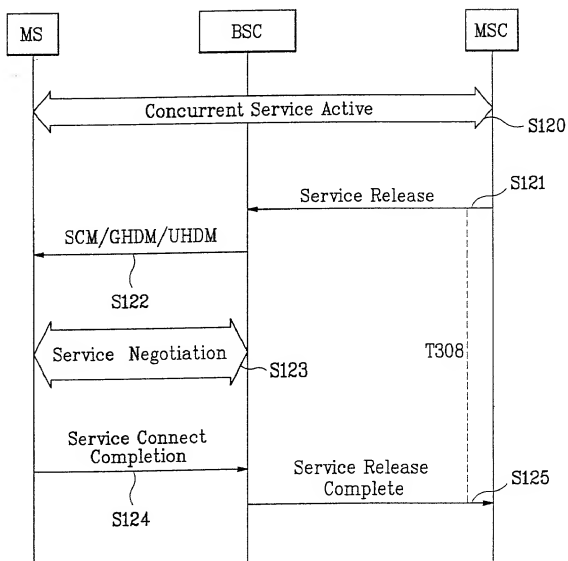 MS
BSC
MSC
Concurrent Service Active
S120
S121
Service Release
SCM/GHDM/UHDM
S122
Service Negotiation
S123
T308
Service Connect
Completion
S124
Service Release
Complete
S125